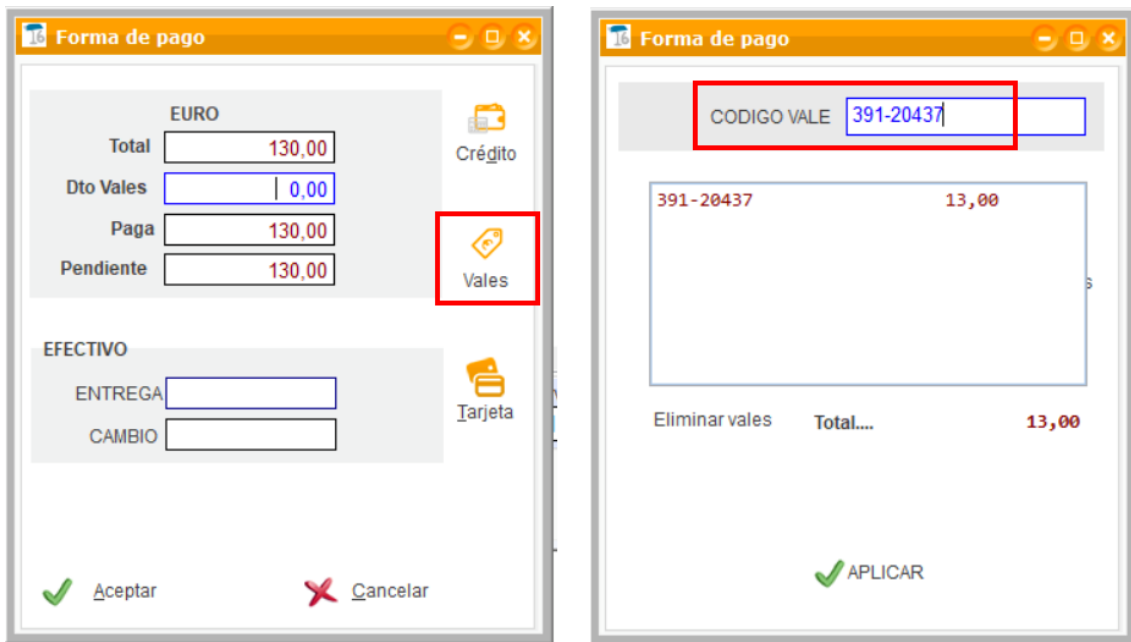 16 Forma de pago
EURO
Total 130,00
Crédito
Dto Vales 0,00
Paga 130,00
Pendiente 130,00
Vales
EFECTIVO
ENTREGA
CAMBIO
Tarjeta
Aceptar Cancelar
16 Forma de pago
CODIGO VALE 391-20437
391-20437 13,00
s
Eliminar vales Total.... 13,00
APLICAR